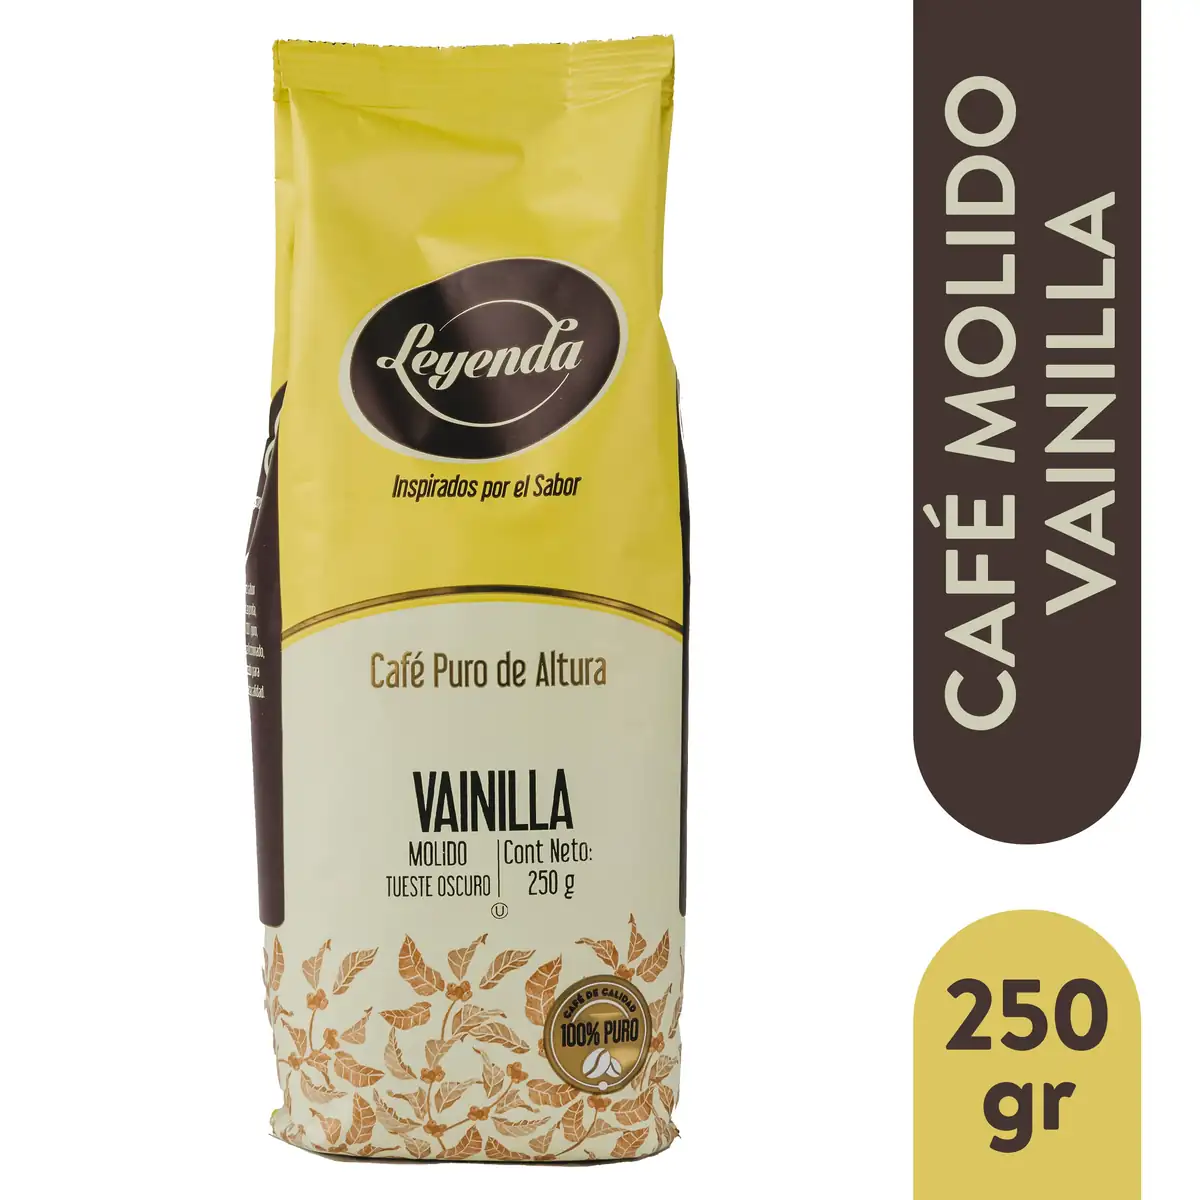 Leyenda
Inspirados por el Sabor
Café Puro de Altura
VAINILLA
MOLIDO
TUESTE OSCURO
Cont Neto:
250 g
U
CAFÉ DE CALIDAD
100% PURO
CAFÉ MOLIDO
VAINILLA
250
gr